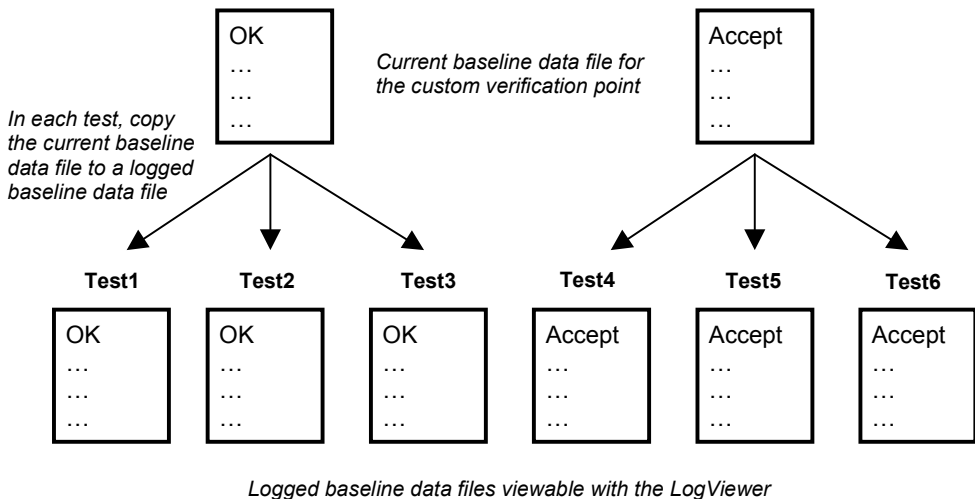 OK
…
…
…
Current baseline data file for
the custom verification point
Accept
…
…
…
In each test, copy
the current baseline
data file to a logged
baseline data file
Test1
Test2
Test3
Test4
Test5
Test6
OK
…
…
…
OK
…
…
…
OK
…
…
…
Accept
…
…
…
Accept
…
…
…
Accept
…
…
…
Logged baseline data files viewable with the LogViewer